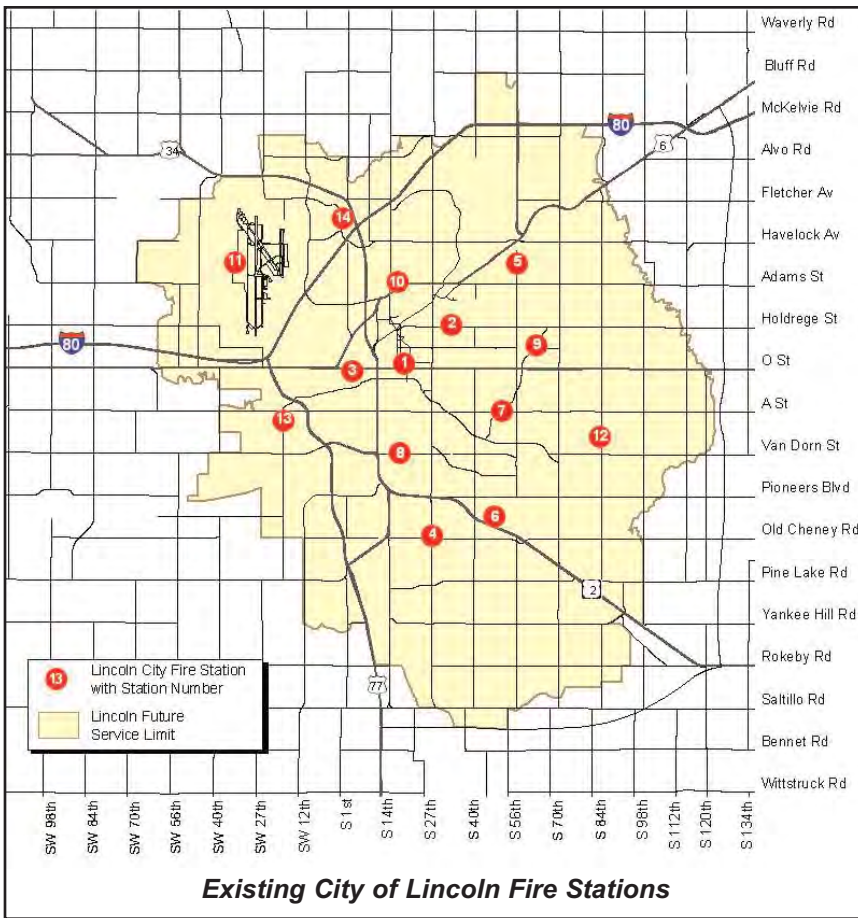 Waverly Rd
Bluff Rd
McKelvie Rd
80
6
34
Alvo Rd
Fletcher Av
14
Havelock Av
11
5
10
Adams St
2
Holdrege St
80
9
1
3
O St
7
A St
13
12
8
Van Dorn St
Pioneers Blvd
6
4
Old Cheney Rd
Pine Lake Rd
2
Yankee Hill Rd
13
Lincoln City Fire Station
with Station Number
Rokeby Rd
77
Lincoln Future
Service Limit
Saltillo Rd
Bennet Rd
Wittstruck Rd
SW 98th
SW 84th
SW 70th
SW 56th
SW 40th
SW 27th
SW 12th
S 1st
S 14th
S 27th
S 40th
S 56th
S 70th
S 84th
S 98th
S 112th
S 120th
S 134th
Existing City of Lincoln Fire Stations